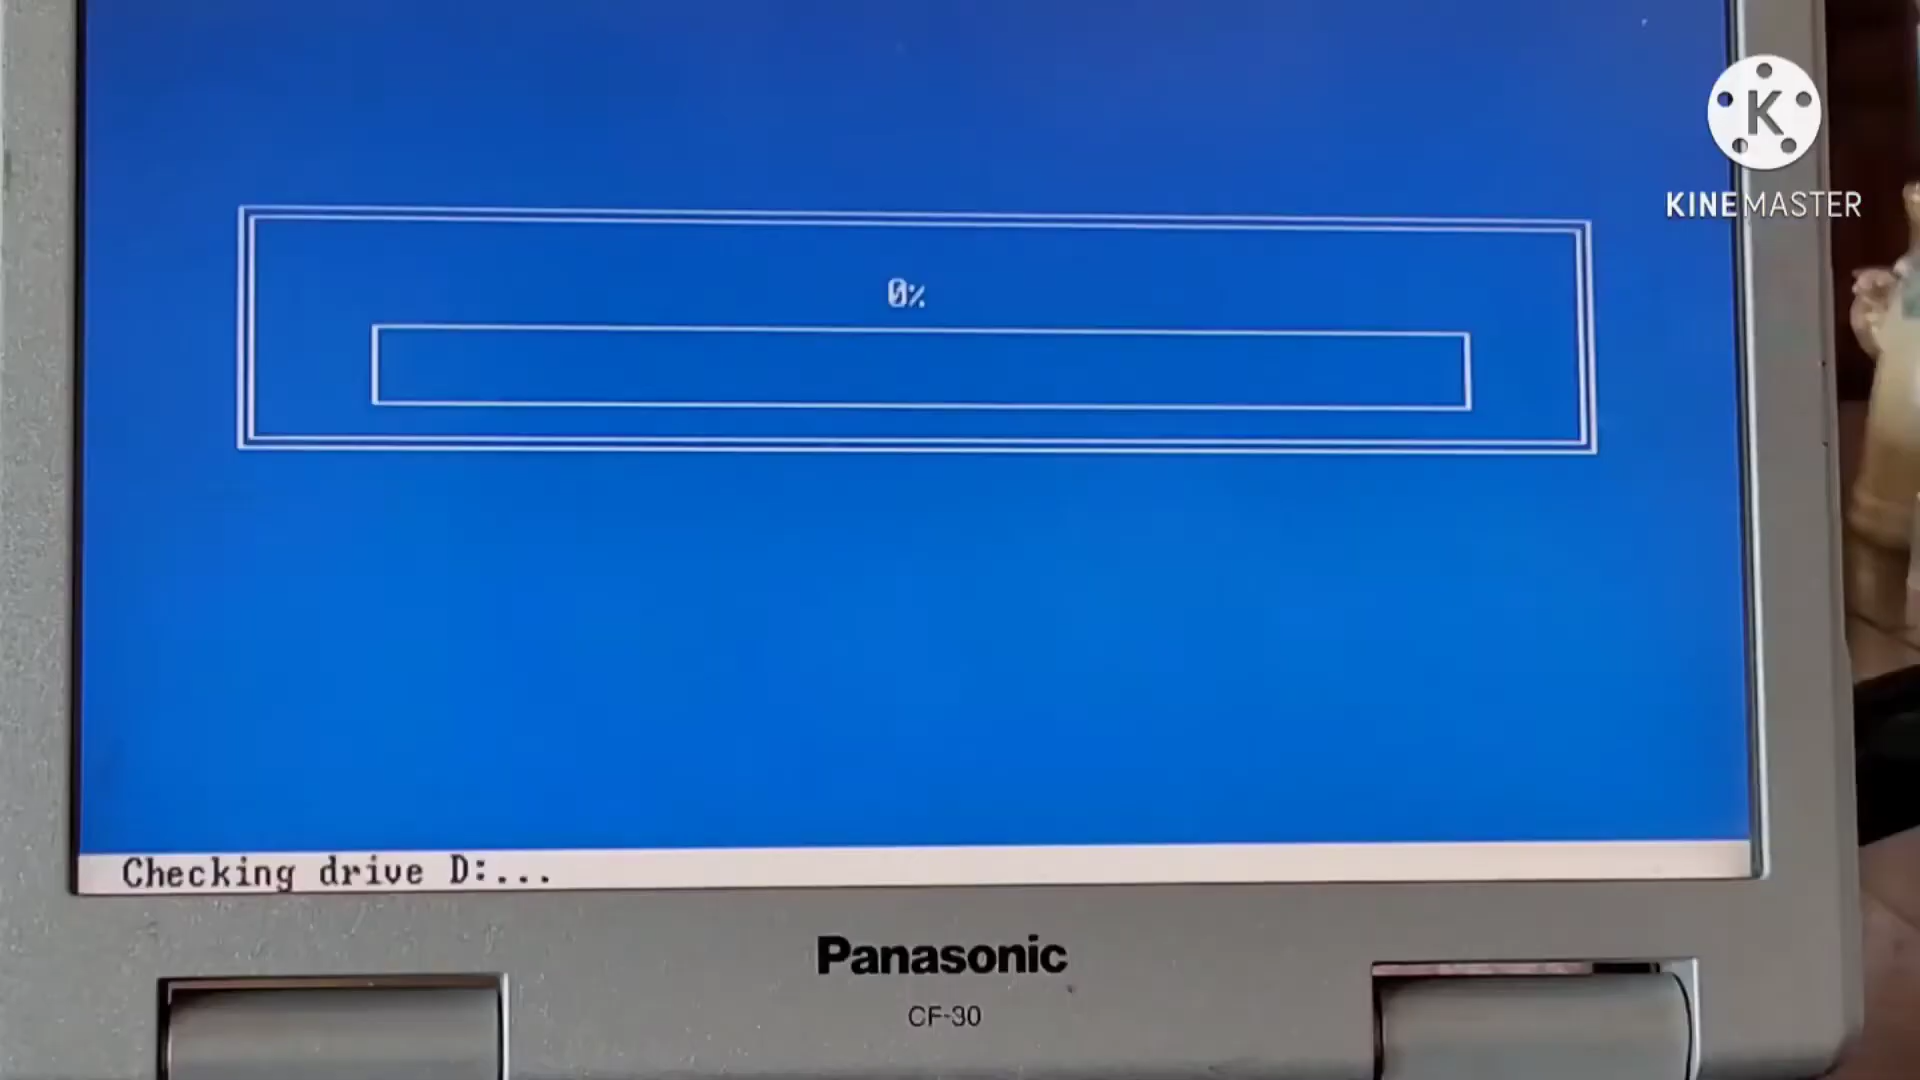 K
KINEMASTER
0%
Checking drive D:...
Panasonic
CF-30